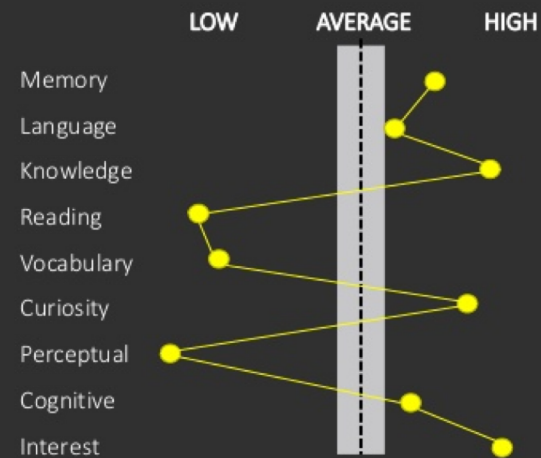 LOW AVERAGE HIGH
Memory
Language
Knowledge
Reading
Vocabulary
Curiosity
Perceptual
Cognitive
Interest